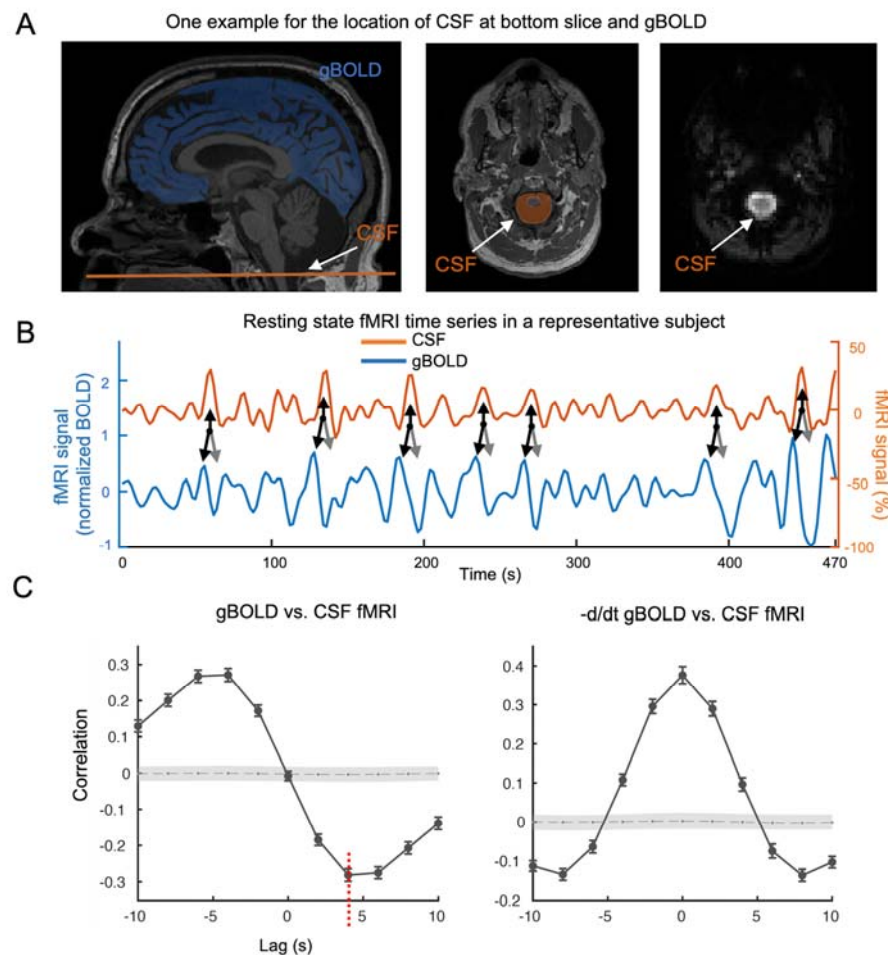 A
One example for the location of CSF at bottom slice and gBOLD
gBOLD
CSF
CSF
CSF
B
Resting state fMRI time series in a representative subject
CSF
gBOLD
fMRI signal
(normalized BOLD)
2
1
0
-1
50
0
-50
-100
fMRI signal (%)
0
100
200
300
400
470
Time (s)
C
gBOLD vs. CSF fMRI
Correlation
0.3
0.2
0.1
0
-0.1
-0.2
-0.3
-10
-5
0
5
10
Lag (s)
-d/dt gBOLD vs. CSF fMRI
0.4
0.3
0.2
0.1
0
-0.1
-0.2
-10
-5
0
5
10